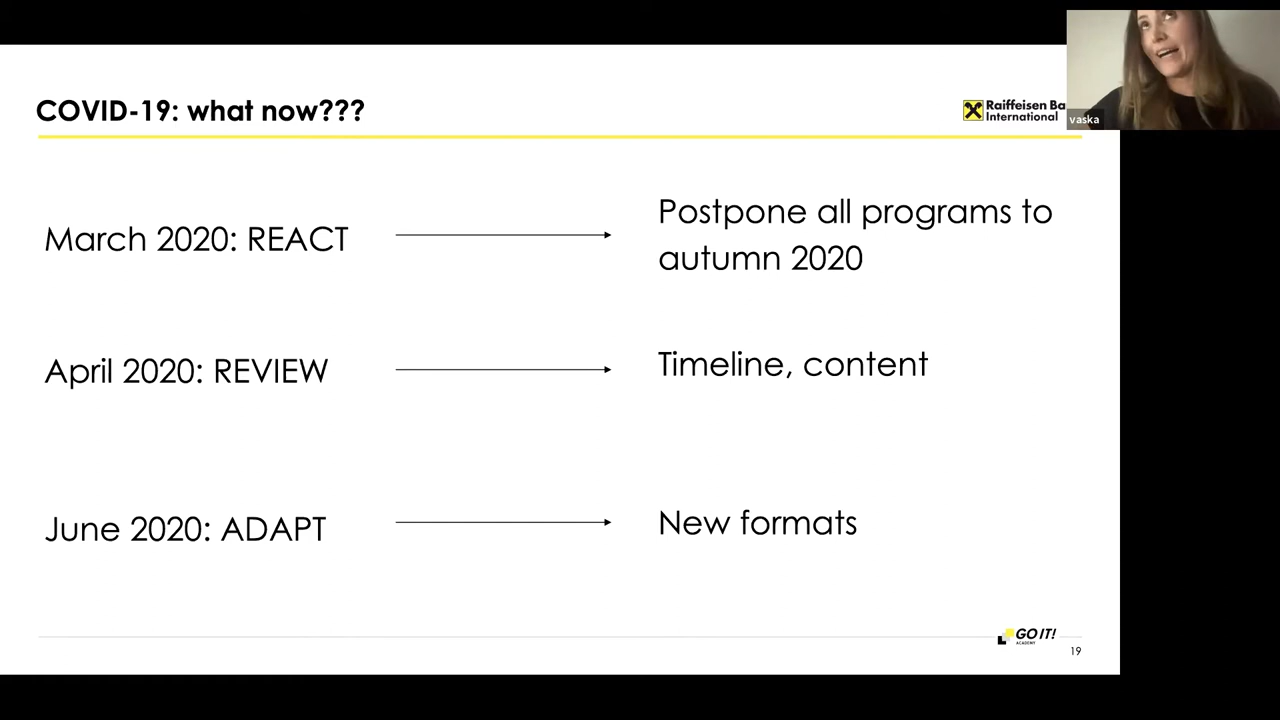 COVID-19: what now???
Raiffeisen Ba
International
vaska
March 2020: REACT
Postpone all programs to
autumn 2020
April 2020: REVIEW
Timeline, content
June 2020: ADAPT
New formats
GO IT!
ACADEMY
19